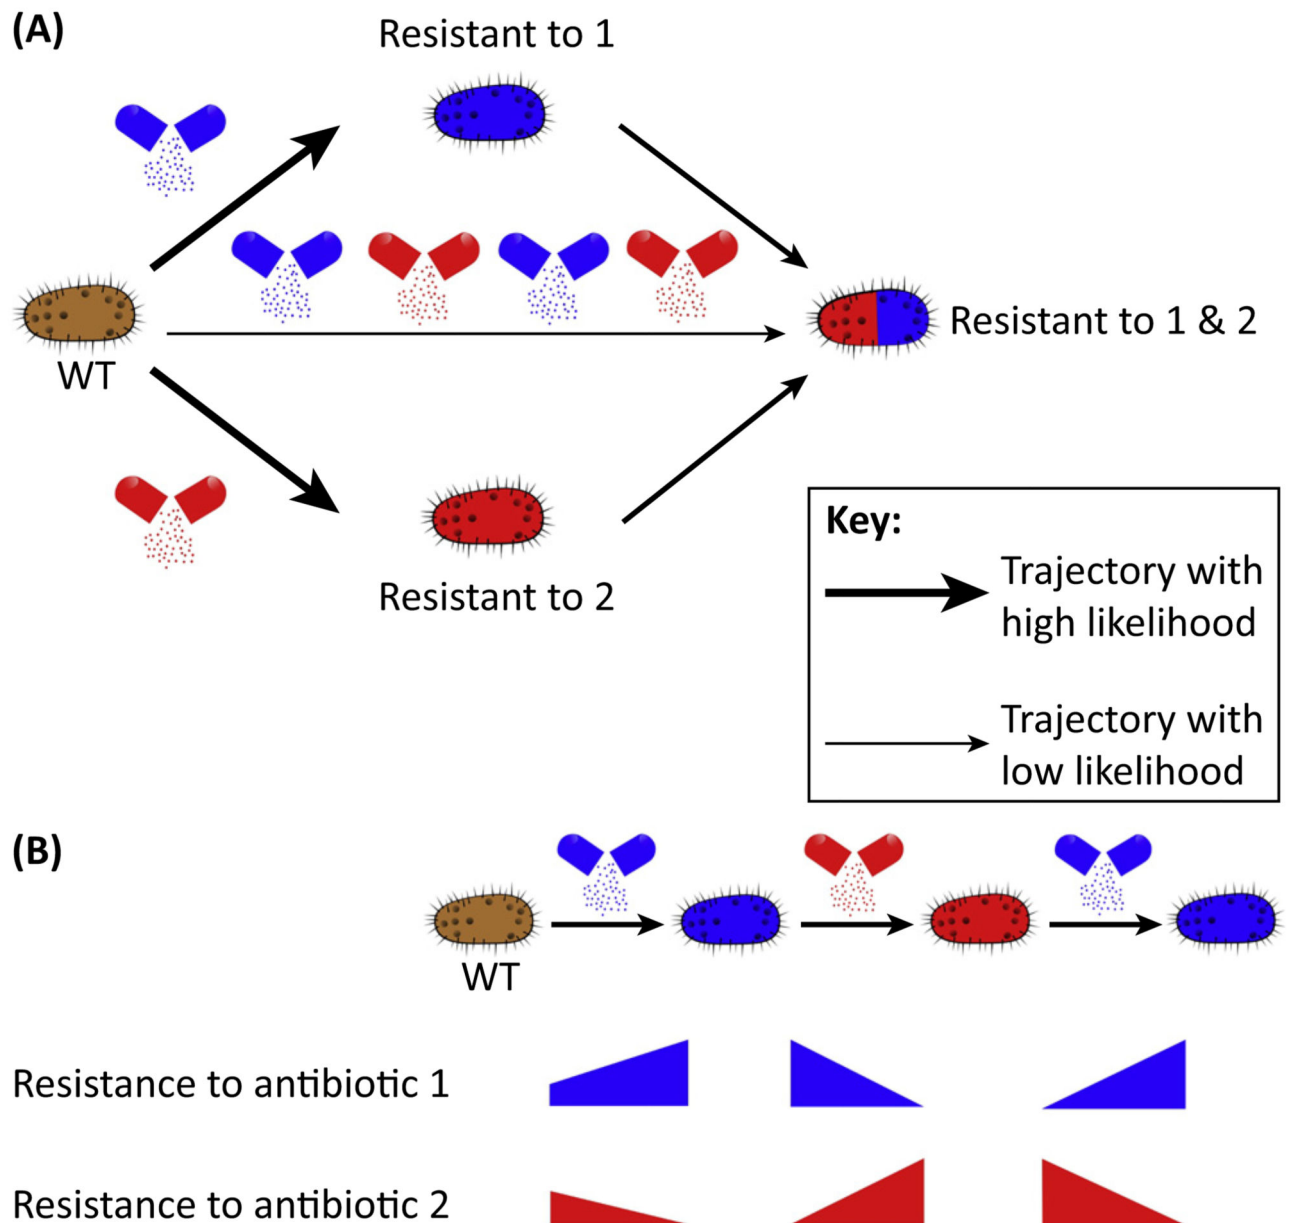 (A)
Resistant to 1
WT
Resistant to 1 & 2
Resistant to 2
Key:
Trajectory with
high likelihood
Trajectory with
low likelihood
(B)
WT
Resistance to antibiotic 1
Resistance to antibiotic 2